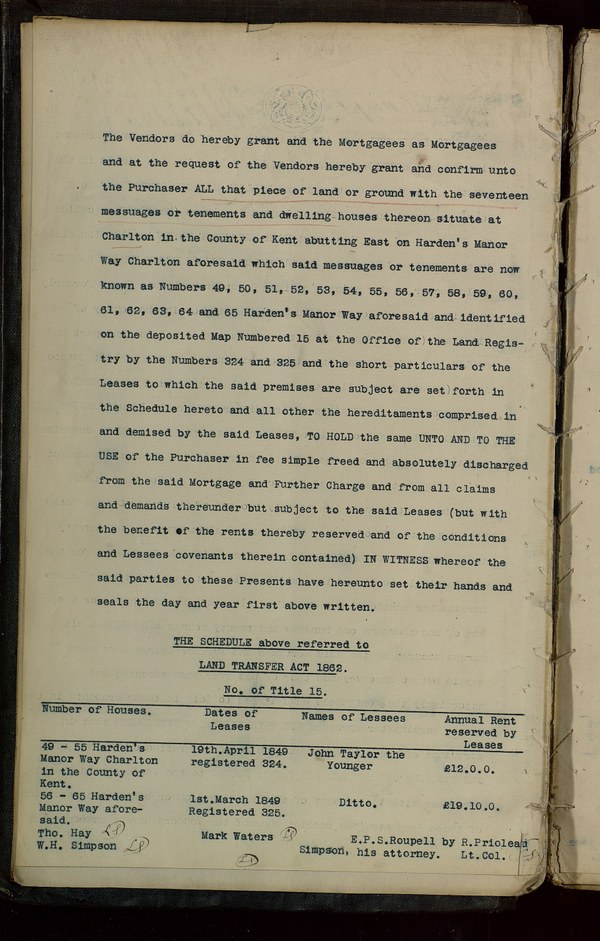 The Vendors do hereby grant and the Mortgagees as Mortgagees
and at the request of the Vendors hereby grant and confirm unto
the Purchaser ALL that piece of land or ground with the seventeen
messuages or tenements and dwelling houses thereon situate at
Charlton in the County of Kent abutting East on Harden's Manor
Way Charlton aforesaid which said messuages or tenements are now
known as Numbers 49, 50, 51, 52, 53, 54, 55, 56, 57, 58, 59, 60,
61, 62, 63, 64 and 65 Harden's Manor Way aforesaid and identified
on the deposited Map Numbered 15 at the Office of the Land Regis-
try by the Numbers 324 and 325 and the short particulars of the
Leases to which the said premises are subject are set forth in
the Schedule hereto and all other the hereditaments comprised in
and demised by the said Leases, TO HOLD the same UNTO AND TO THE
USE of the Purchaser in fee simple freed and absolutely discharged
from the said Mortgage and Further Charge and from all claims
and demands thereunder but subject to the said Leases (but with
the benefit of the rents thereby reserved and of the conditions
and Lessees covenants therein contained) IN WITNESS whereof the
said parties to these Presents have hereunto set their hands and
seals the day and year first above written.
THE SCHEDULE above referred to
LAND TRANSFER ACT 1862.
No. of Title 15.
Number of Houses. Dates of Leases Names of Lessees Annual Rent reserved by Leases
49 - 55 Harden's Manor Way Charlton in the County of Kent. 19th.April 1849 registered 324. John Taylor the Younger £12.0.0.
56 - 65 Harden's Manor Way afore-said. 1st.March 1849 Registered 325. Ditto. £19.10.0.
Tho. Hay Mark Waters E.P.S.Roupell by R.Prioleau
W.H. Simpson Simpson, his attorney. Lt.Col.